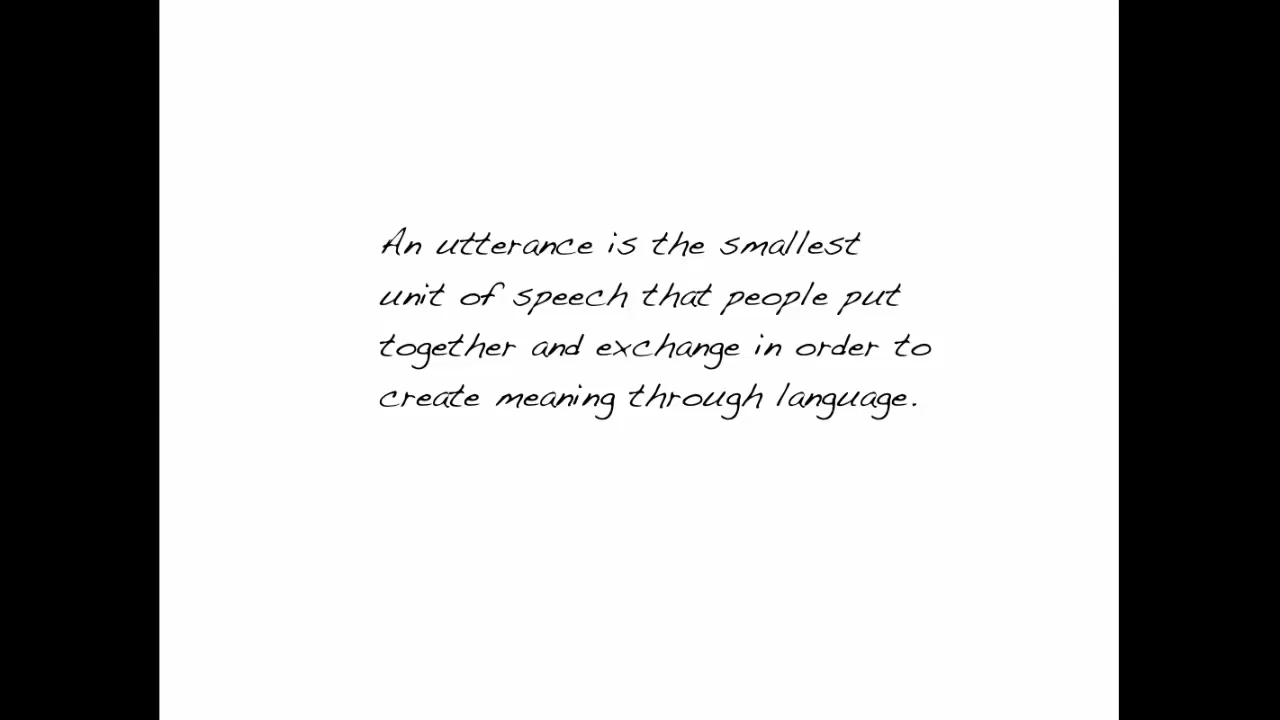 An utterance is the smallest
unit of speech that people put
together and exchange in order to
create meaning through language.